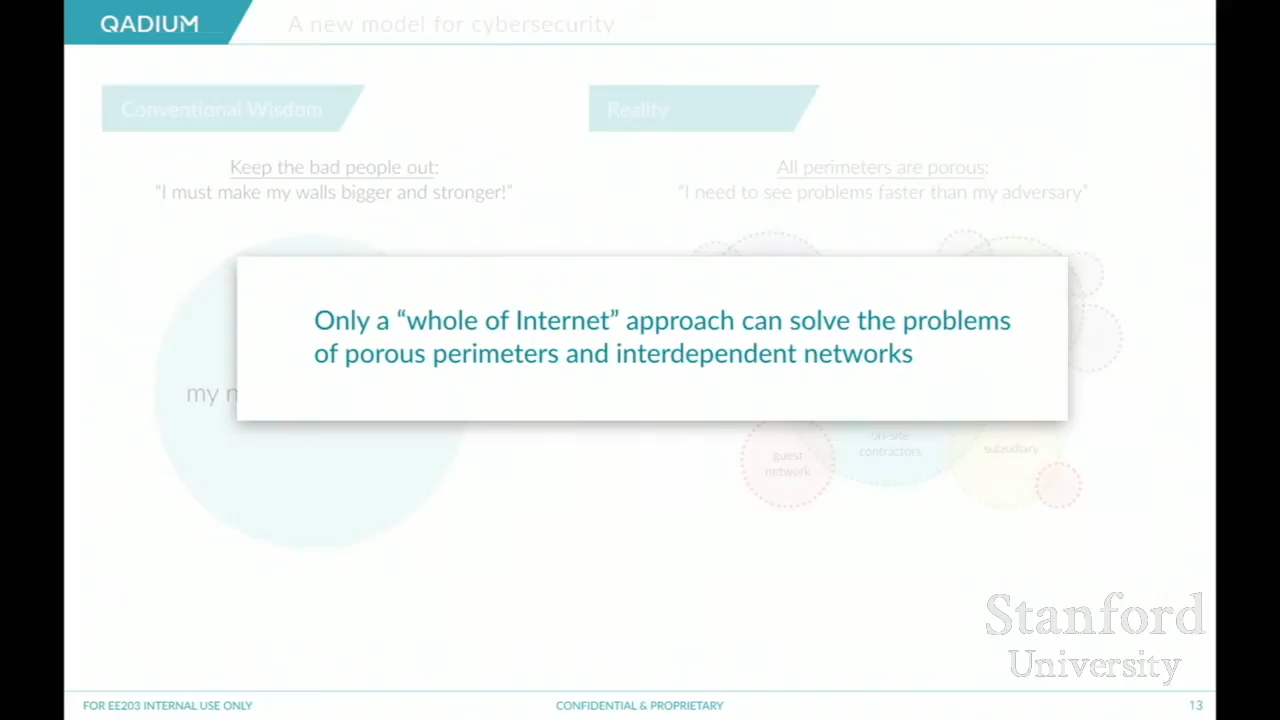 QADIUM
A new model for cybersecurity
Conventional Wisdom
Reality
Keep the bad people out:
“I must make my walls bigger and stronger!”
All perimeters are porous:
“I need to see problems faster than my adversary”
Only a “whole of Internet” approach can solve the problems
of porous perimeters and interdependent networks
my n
guest
network
on-site
contractors
subsidiary
Stanford
University
FOR EE203 INTERNAL USE ONLY
CONFIDENTIAL & PROPRIETARY
13